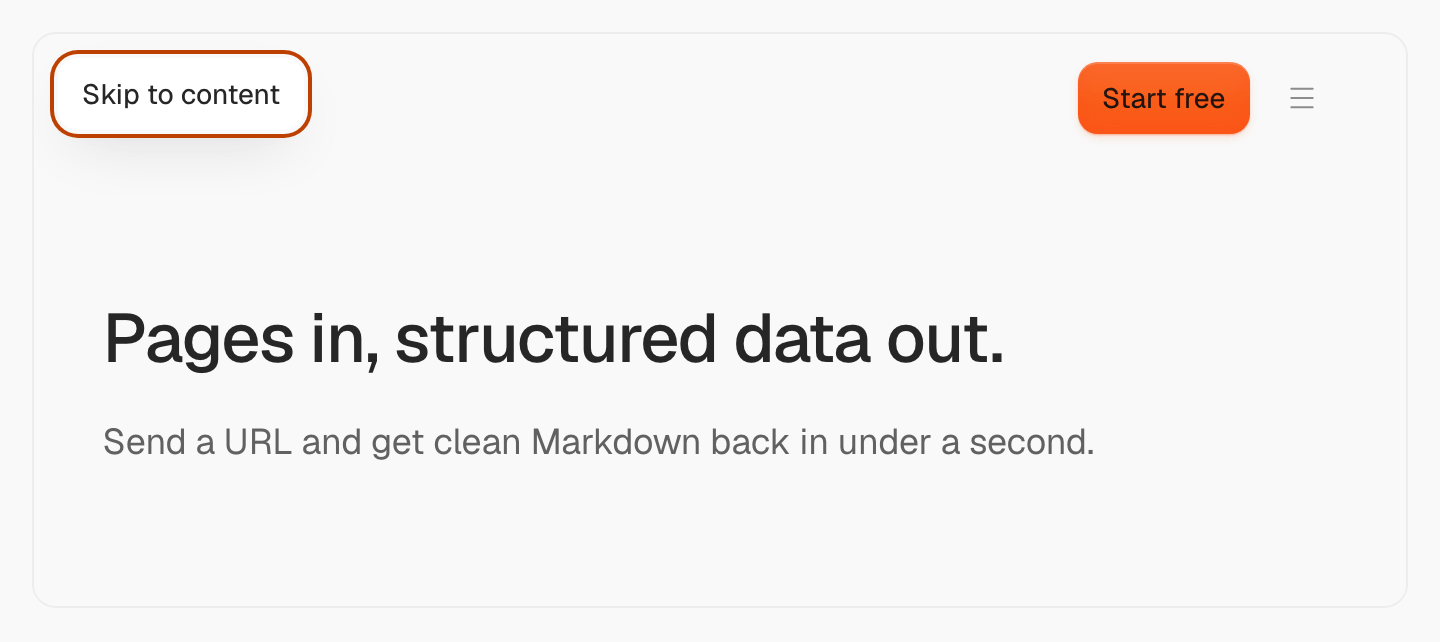 Skip to content
Start free
Pages in, structured data out.
Send a URL and get clean Markdown back in under a second.